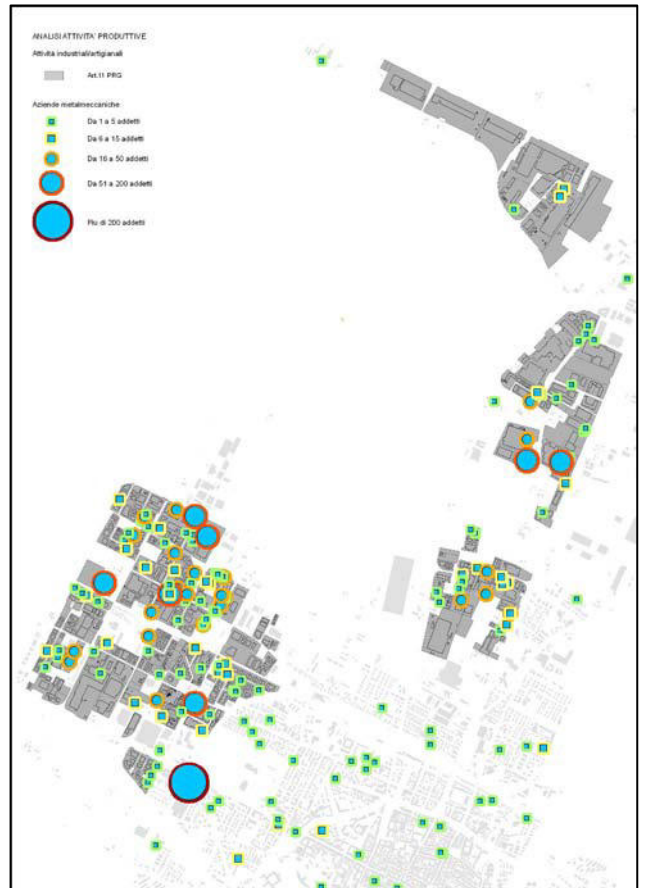 ANALISI ATTIVITA' PRODUTTIVE
Attività industriali/artigianali
Art.11 PRG
Aziende metalmeccaniche
Da 1 a 5 addetti
Da 6 a 15 addetti
Da 16 a 50 addetti
Da 51 a 200 addetti
Piu di 200 addetti